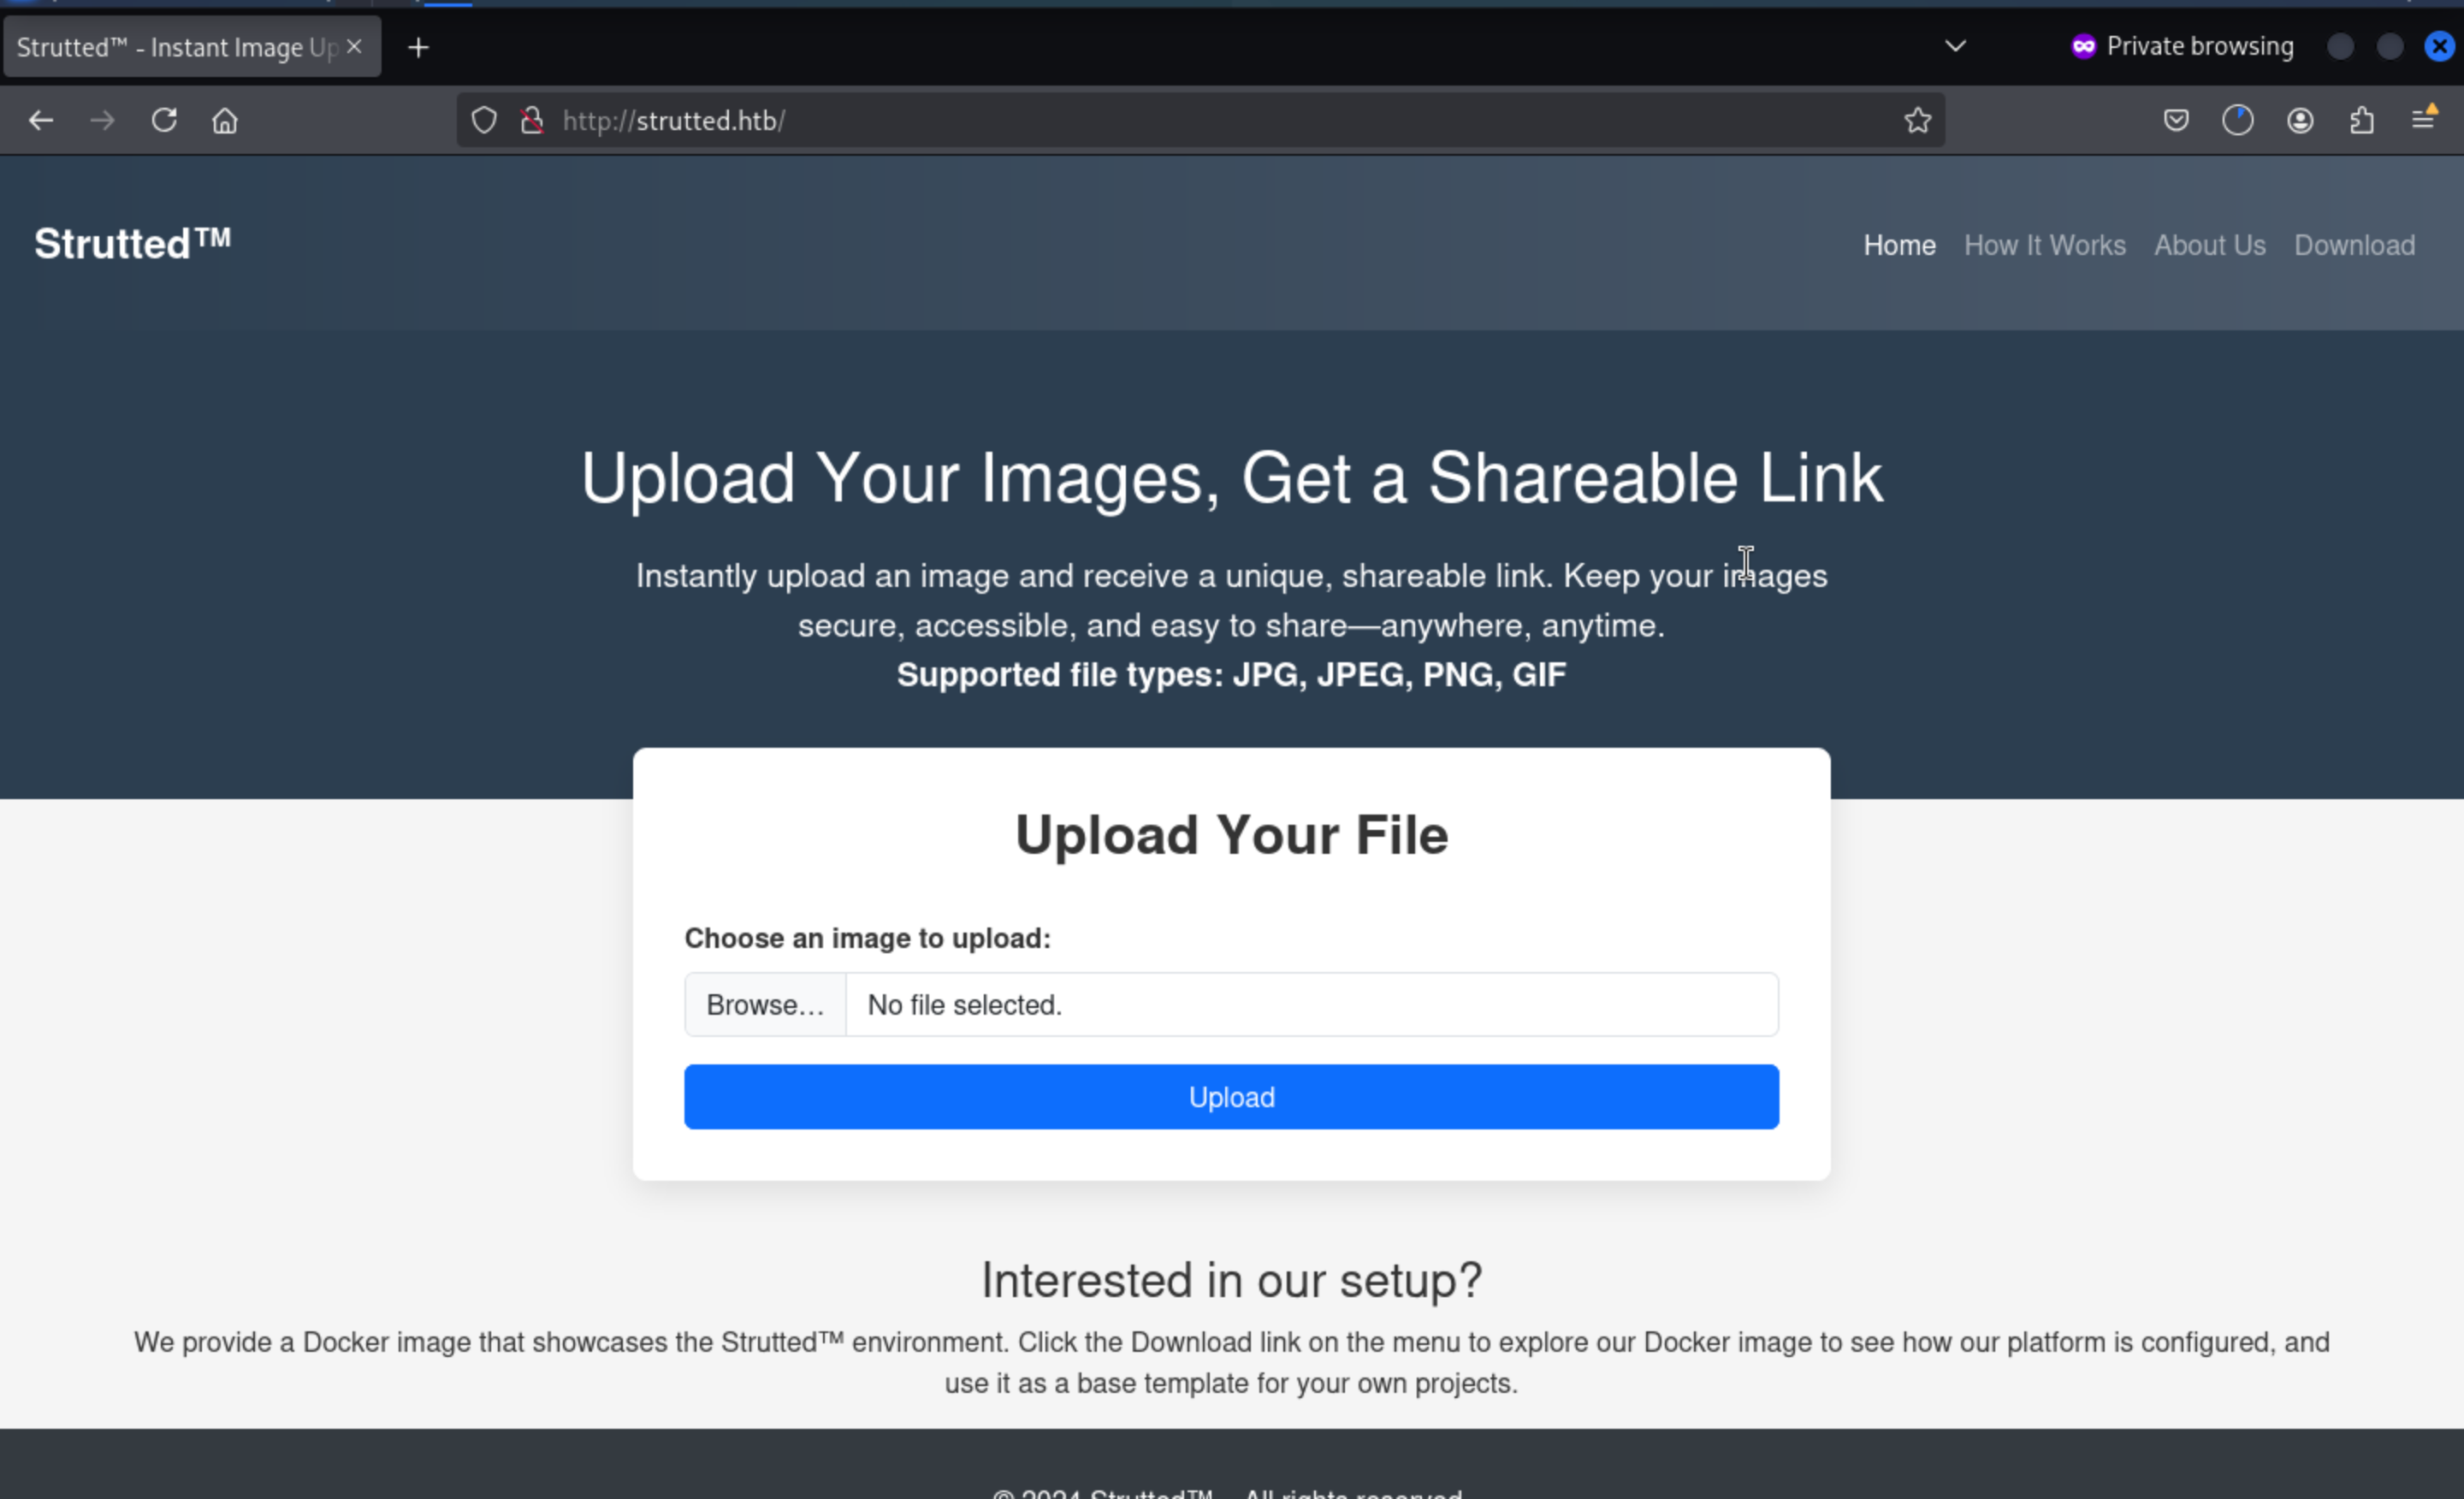 Strutted™ - Instant Image Up
Private browsing
http://strutted.htb/
Strutted™
Home
How It Works
About Us
Download
Upload Your Images, Get a Shareable Link
Instantly upload an image and receive a unique, shareable link. Keep your images
secure, accessible, and easy to share—anywhere, anytime.
Supported file types: JPG, JPEG, PNG, GIF
Upload Your File
Choose an image to upload:
Browse… No file selected.
Upload
Interested in our setup?
We provide a Docker image that showcases the Strutted™ environment. Click the Download link on the menu to explore our Docker image to see how our platform is configured, and
use it as a base template for your own projects.
© 2024 Strutted™ All rights reserved